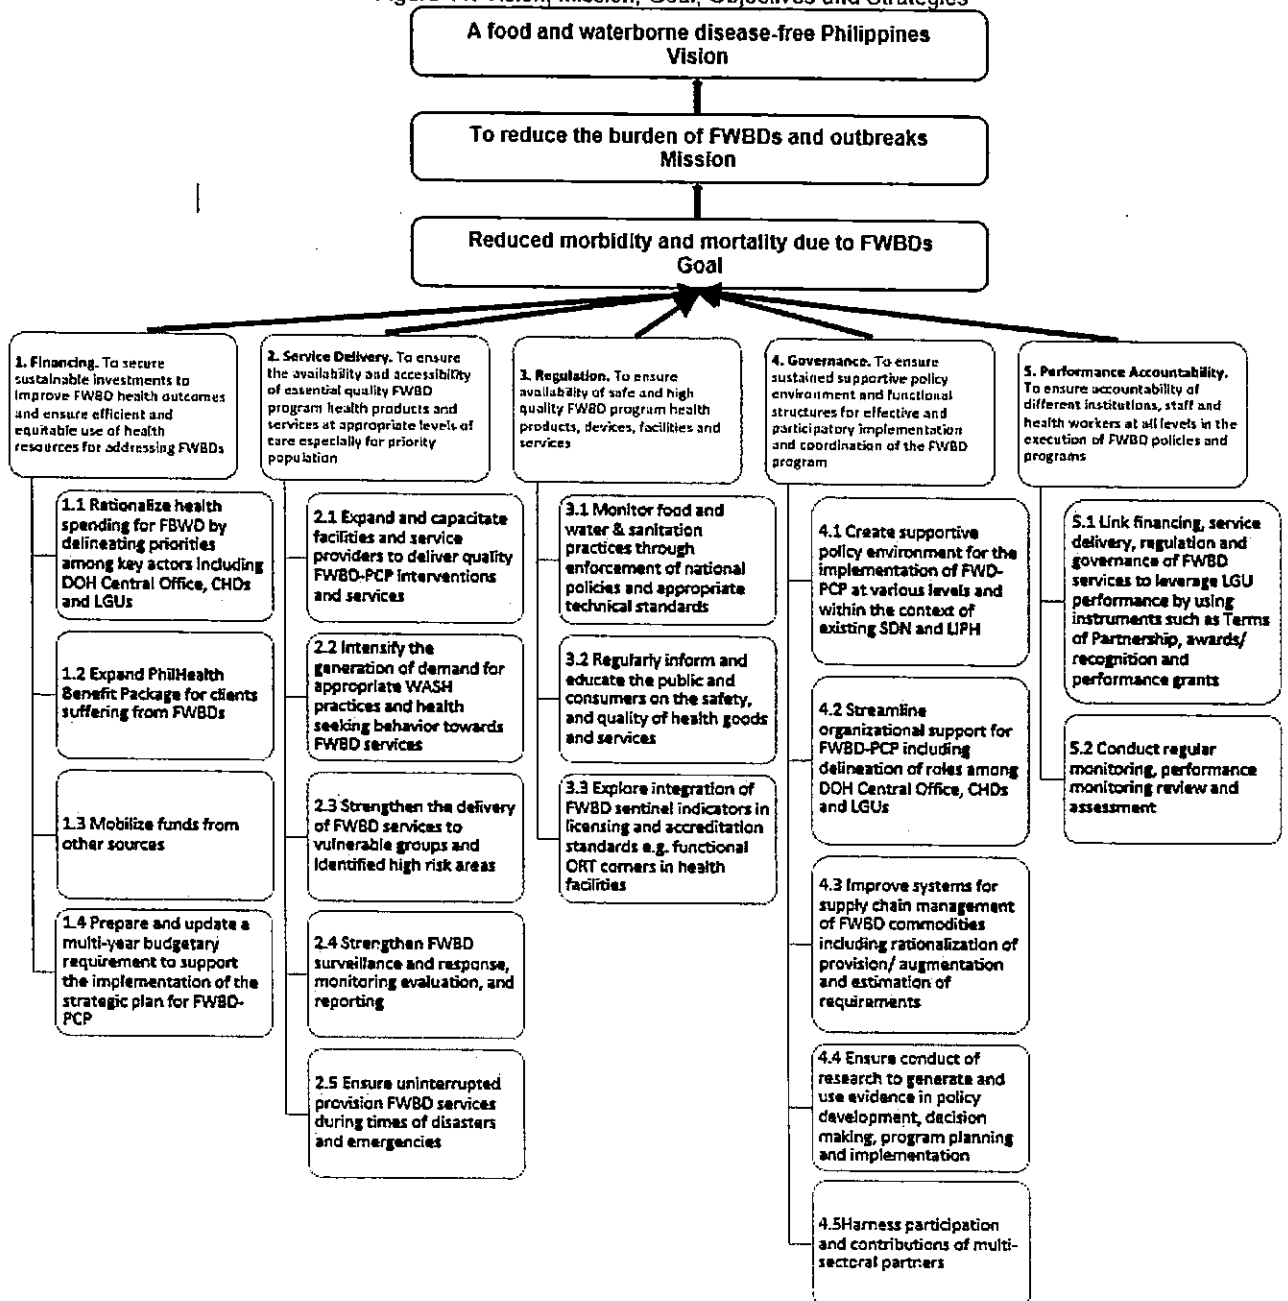 Vision, Mission, Goal, Objectives and Strategies
A food and waterborne disease-free Philippines
Vision
To reduce the burden of FWBDs and outbreaks
Mission
Reduced morbidity and mortality due to FWBDs
Goal
1. Financing. To secure
sustainable investments to
improve FWBD health outcomes
and ensure efficient and
equitable use of health
resources for addressing FWBDs
1.1 Rationalize health
spending for FBWD by
delineating priorities
among key actors including
DOH Central Office, CHDs
and LGUs
1.2 Expand PhilHealth
Benefit Package for clients
suffering from FWBDs
1.3 Mobilize funds from
other sources
1.4 Prepare and update a
multi-year budgetary
requirement to support
the implementation of the
strategic plan for FWBD-
PCP
2. Service Delivery. To ensure
the availability and accessibility
of essential quality FWBD
program health products and
services at appropriate levels of
care especially for priority
population
2.1 Expand and capacitate
facilities and service
providers to deliver quality
FWBD-PCP interventions
and services
2.2 Intensify the
generation of demand for
appropriate WASH
practices and health
seeking behavior towards
FWBD services
2.3 Strengthen the delivery
of FWBD services to
vulnerable groups and
identified high risk areas
2.4 Strengthen FWBD
surveillance and response,
monitoring evaluation, and
reporting
2.5 Ensure uninterrupted
provision FWBD services
during times of disasters
and emergencies
3. Regulation. To ensure
availability of safe and high
quality FWBD program health
products, devices, facilities and
services
3.1 Monitor food and
water & sanitation
practices through
enforcement of national
policies and appropriate
technical standards
3.2 Regularly inform and
educate the public and
consumers on the safety,
and quality of health goods
and services
3.3 Explore integration of
FWBD sentinel indicators in
licensing and accreditation
standards e.g. functional
ORT corners in health
facilities
4. Governance. To ensure
sustained supportive policy
environment and functional
structures for effective and
participatory implementation
and coordination of the FWBD
program
4.1 Create supportive
policy environment for the
implementation of FWD-
PCP at various levels and
within the context of
existing SDN and LIPH
4.2 Streamline
organizational support for
FWBD-PCP including
delineation of roles among
DOH Central Office, CHDs
and LGUs
4.3 Improve systems for
supply chain management
of FWBD commodities
including rationalization of
provision/ augmentation
and estimation of
requirements
4.4 Ensure conduct of
research to generate and
use evidence in policy
development, decision
making, program planning
and implementation
4.5Harness participation
and contributions of multi-
sectoral partners
5. Performance Accountability.
To ensure accountability of
different institutions, staff and
health workers at all levels in the
execution of FWBD policies and
programs
5.1 Link financing, service
delivery, regulation and
governance of FWBD
services to leverage LGU
performance by using
instruments such as Terms
of Partnership, awards/
recognition and
performance grants
5.2 Conduct regular
monitoring, performance
monitoring review and
assessment